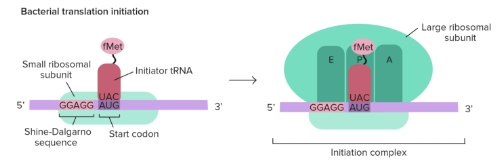 Bacterial translation initiation
fMet
Small ribosomal
subunit
Initiator tRNA
UAC
5' GGAGG AUG 3'
Shine-Dalgarno
sequence
Start codon
Large ribosomal
subunit
fMet
E P A
UAC
5' GGAGG AUG 3'
Initiation complex